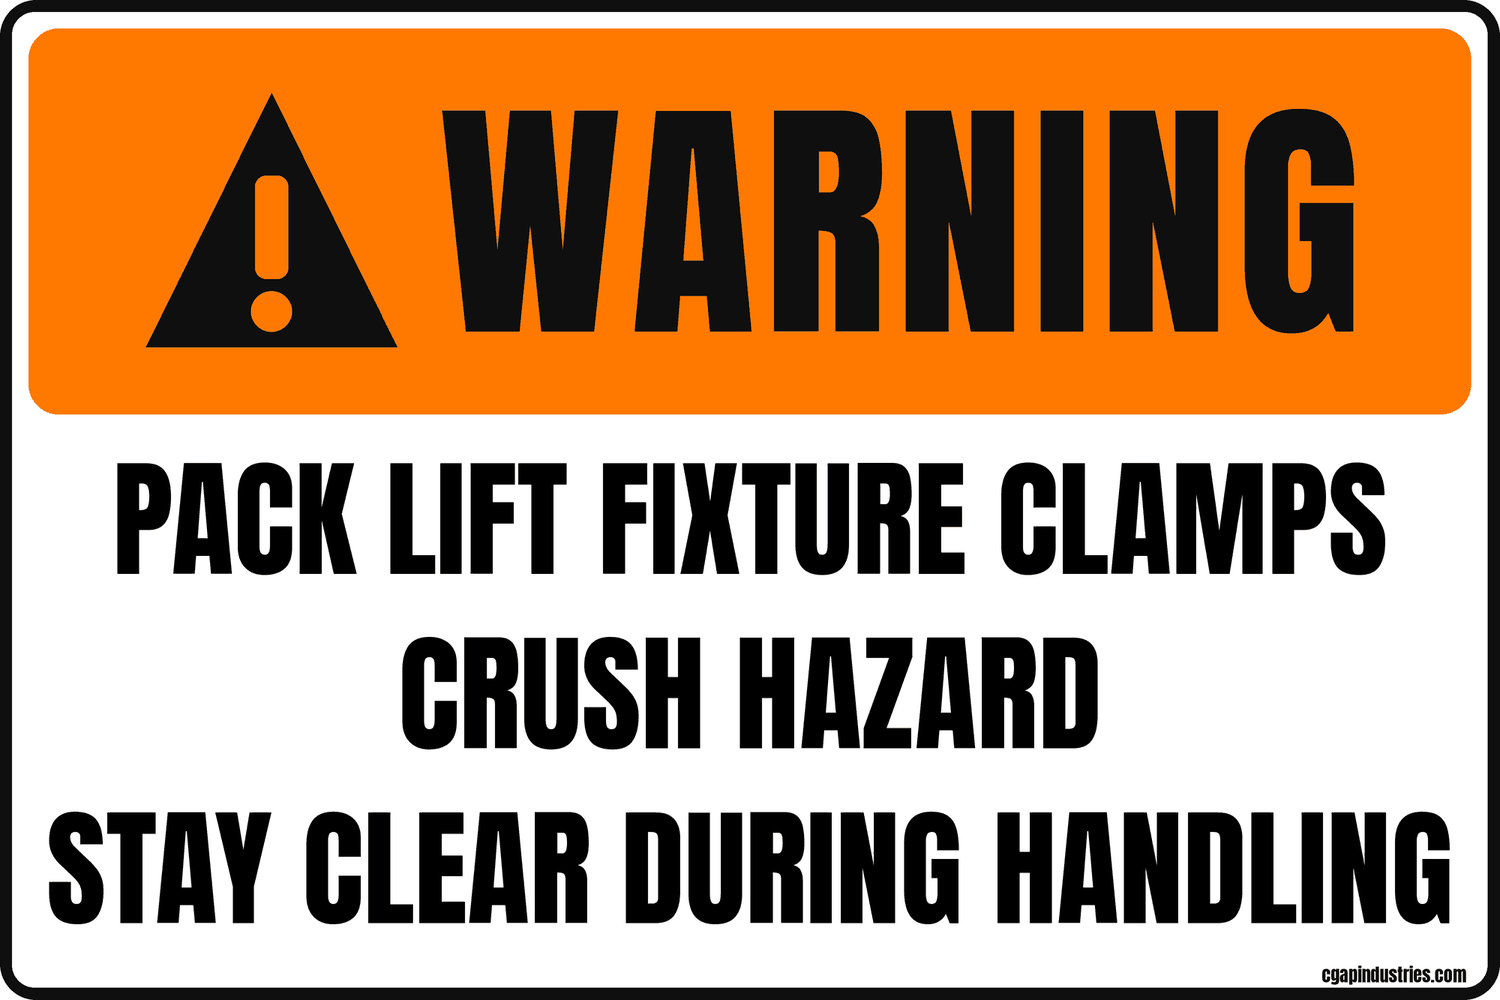 WARNING
PACK LIFT FIXTURE CLAMPS
CRUSH HAZARD
STAY CLEAR DURING HANDLING
cgapindustries.com